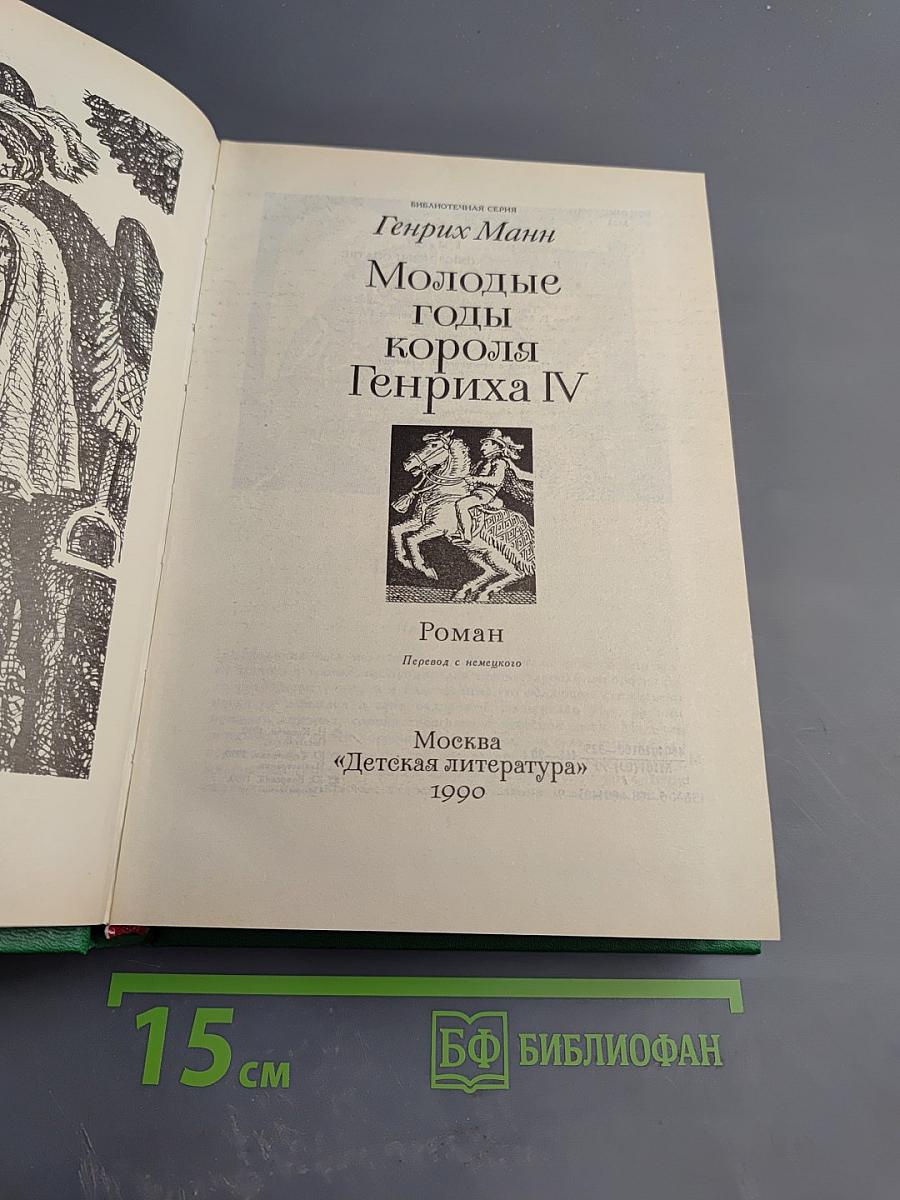 БИБЛИОТЕЧНАЯ СЕРИЯ
Генрих Манн
Молодые
годы
короля
Генриха IV
Роман
Перевод с немецкого
Москва
«Детская литература»
1990
15 см
БФ БИБЛИОФАН